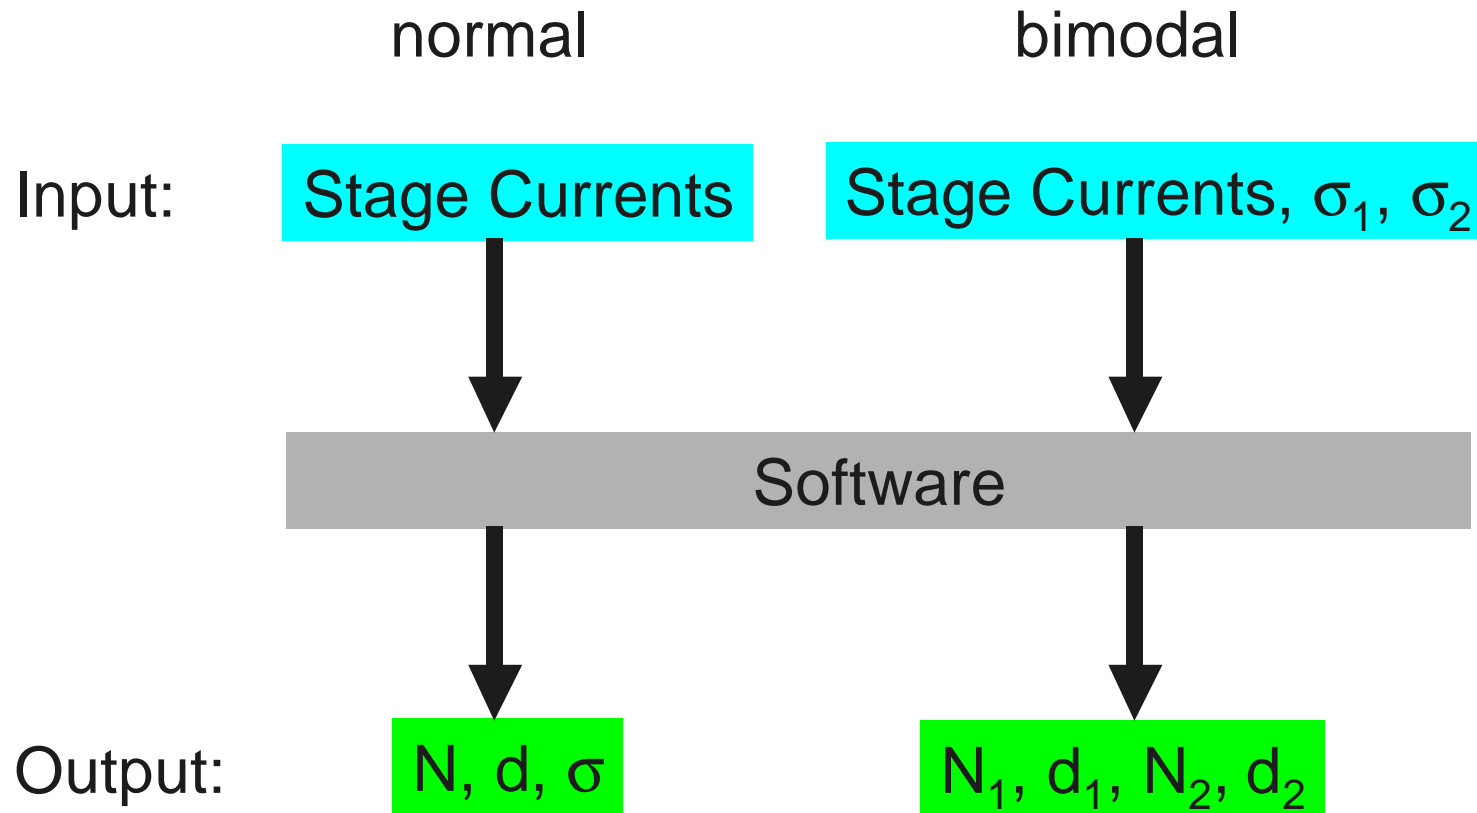 normal bimodal
Input: Stage Currents Stage Currents, σ₁, σ₂
Software
Output: N, d, σ N₁, d₁, N₂, d₂